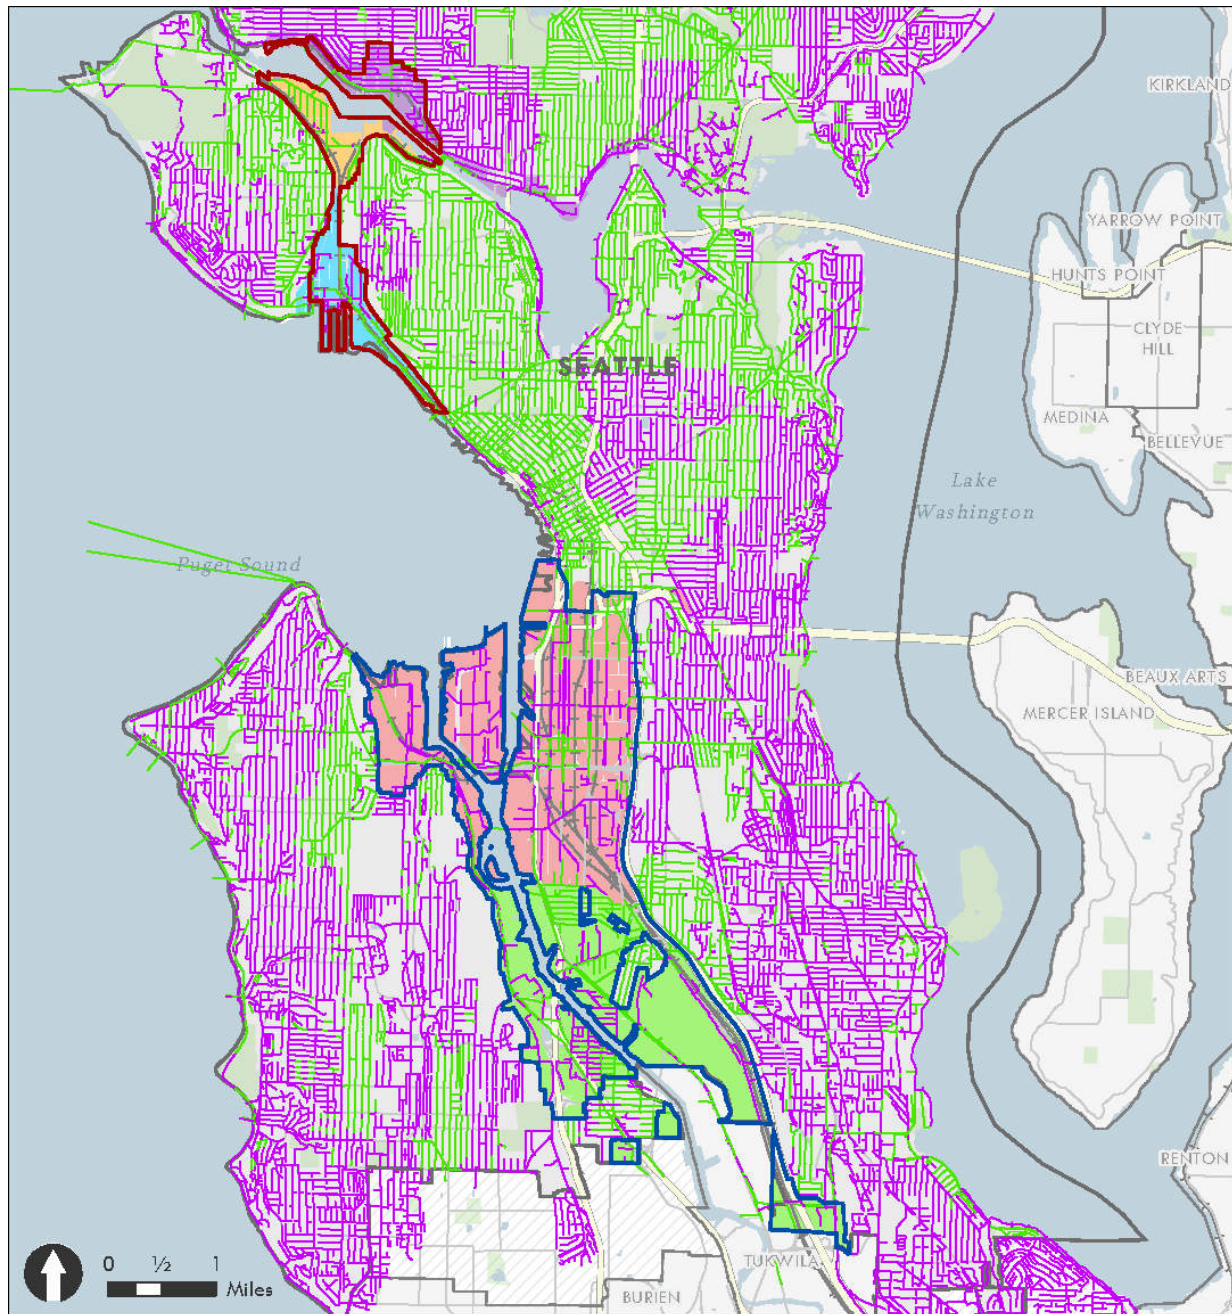 KIRKLAND
YARROW POINT
HUNTS POINT
CLYDE
HILL
SEATTLE
MEDINA
BELLEVUE
Lake
Washington
Puget Sound
BEAUX ARTS
MERCER ISLAND
RENTON
0 ½ 1
Miles
TUKWILA
BURIEN